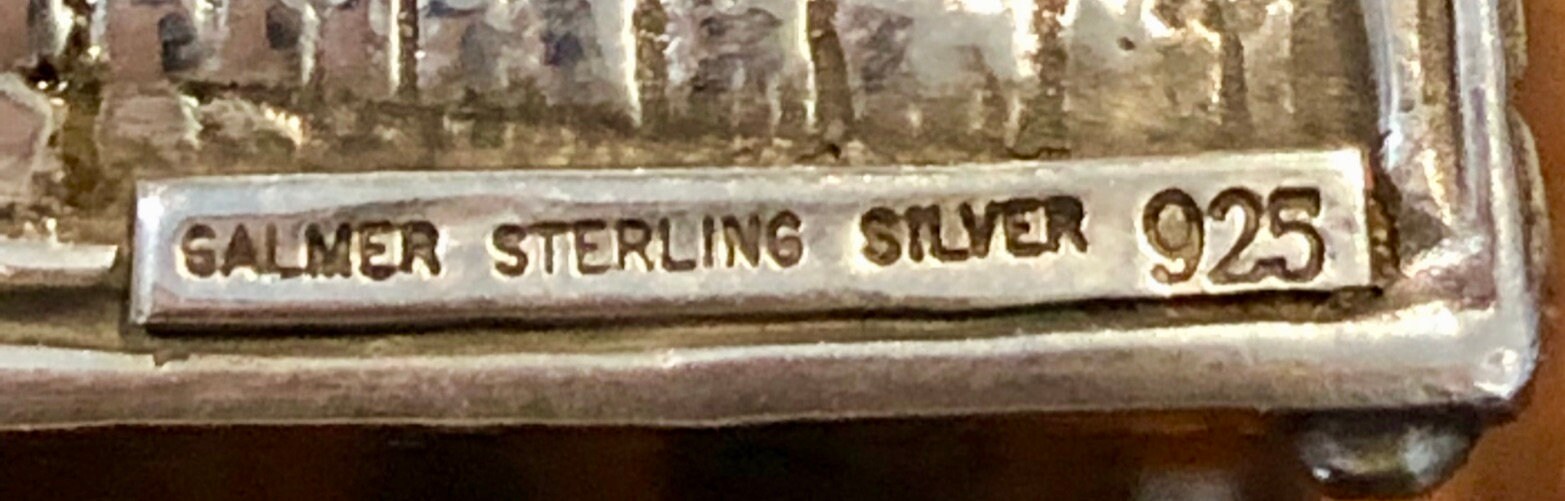 GALMER STERLING SILVER 925